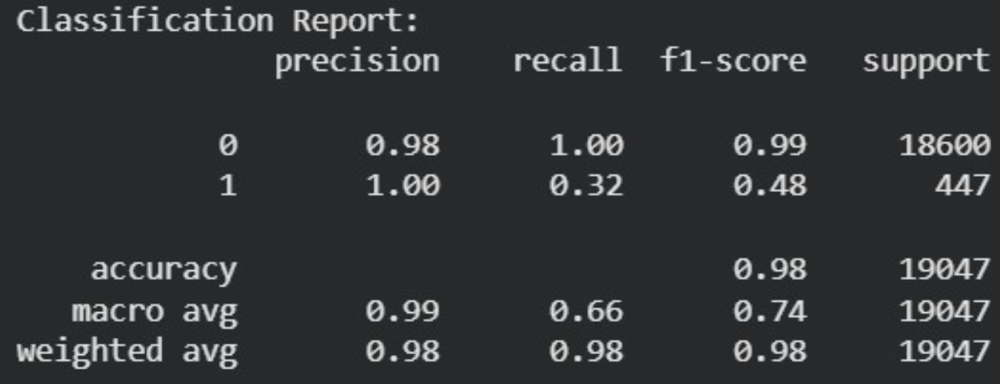 Classification Report:
precision recall f1-score support
0 0.98 1.00 0.99 18600
1 1.00 0.32 0.48 447
accuracy 0.98 19047
macro avg 0.99 0.66 0.74 19047
weighted avg 0.98 0.98 0.98 19047